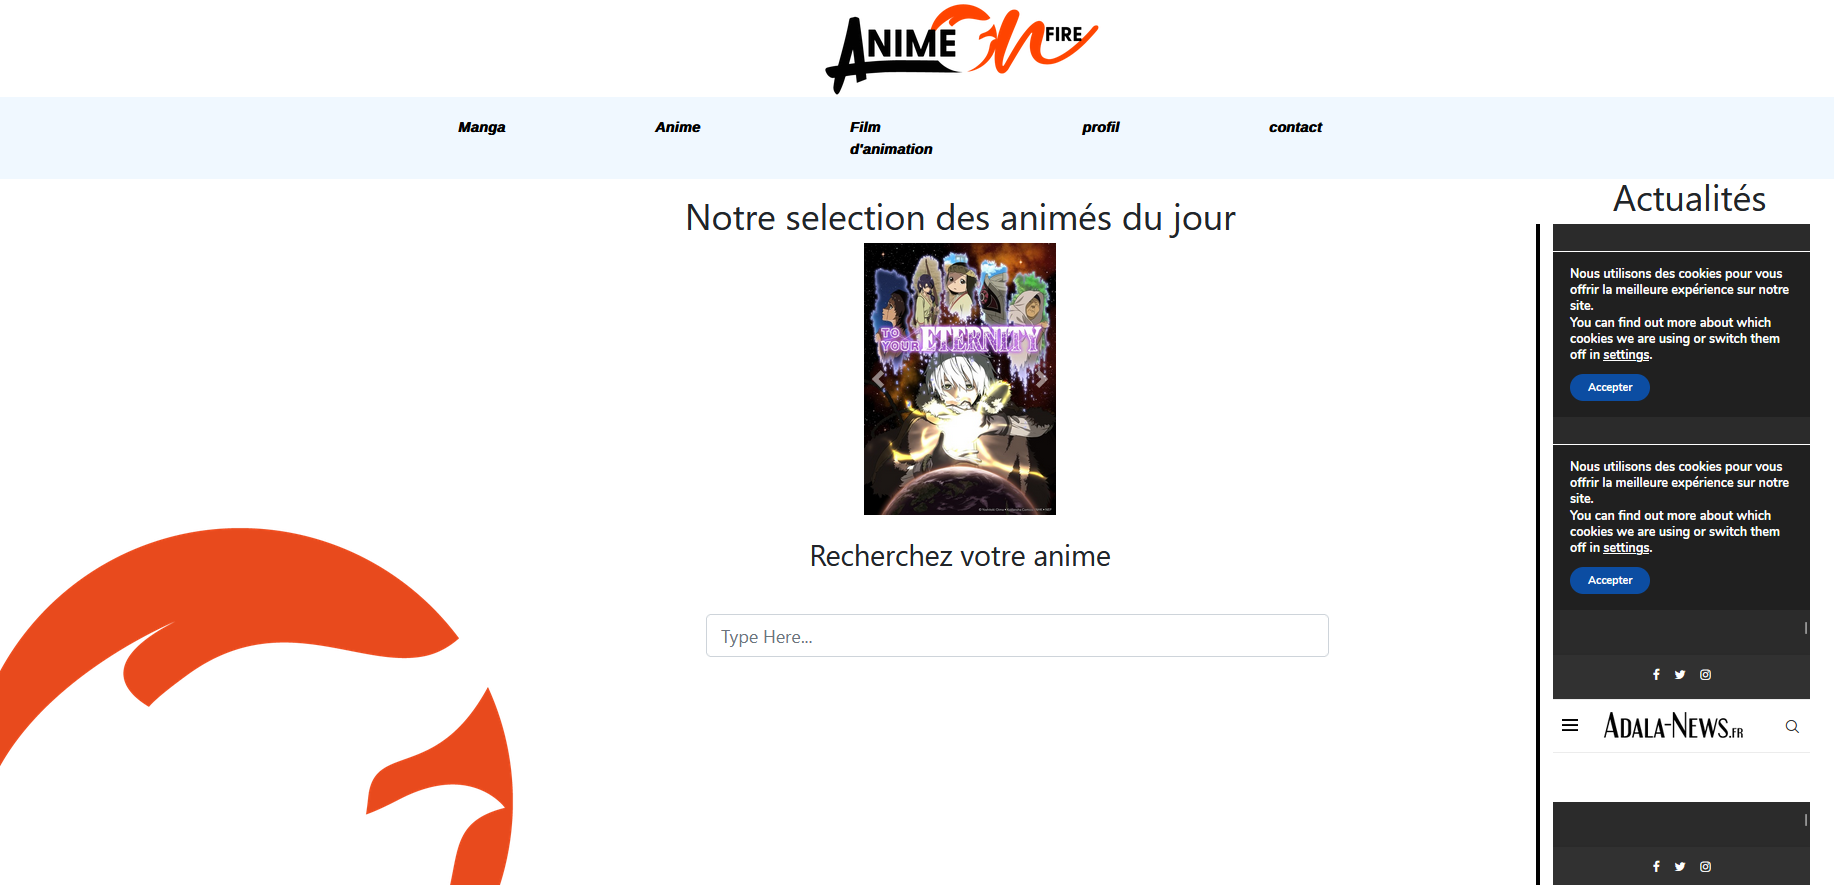 ANIME ON FIRE
Manga
Anime
Film
d'animation
profil
contact
Notre selection des animés du jour
TO
YOUR ETERNITY
Recherchez votre anime
Type Here...
Actualités
Nous utilisons des cookies pour vous
offrir la meilleure expérience sur notre
site.
You can find out more about which
cookies we are using or switch them
off in settings.
Accepter
Nous utilisons des cookies pour vous
offrir la meilleure expérience sur notre
site.
You can find out more about which
cookies we are using or switch them
off in settings.
Accepter
ADALA-NEWS.FR